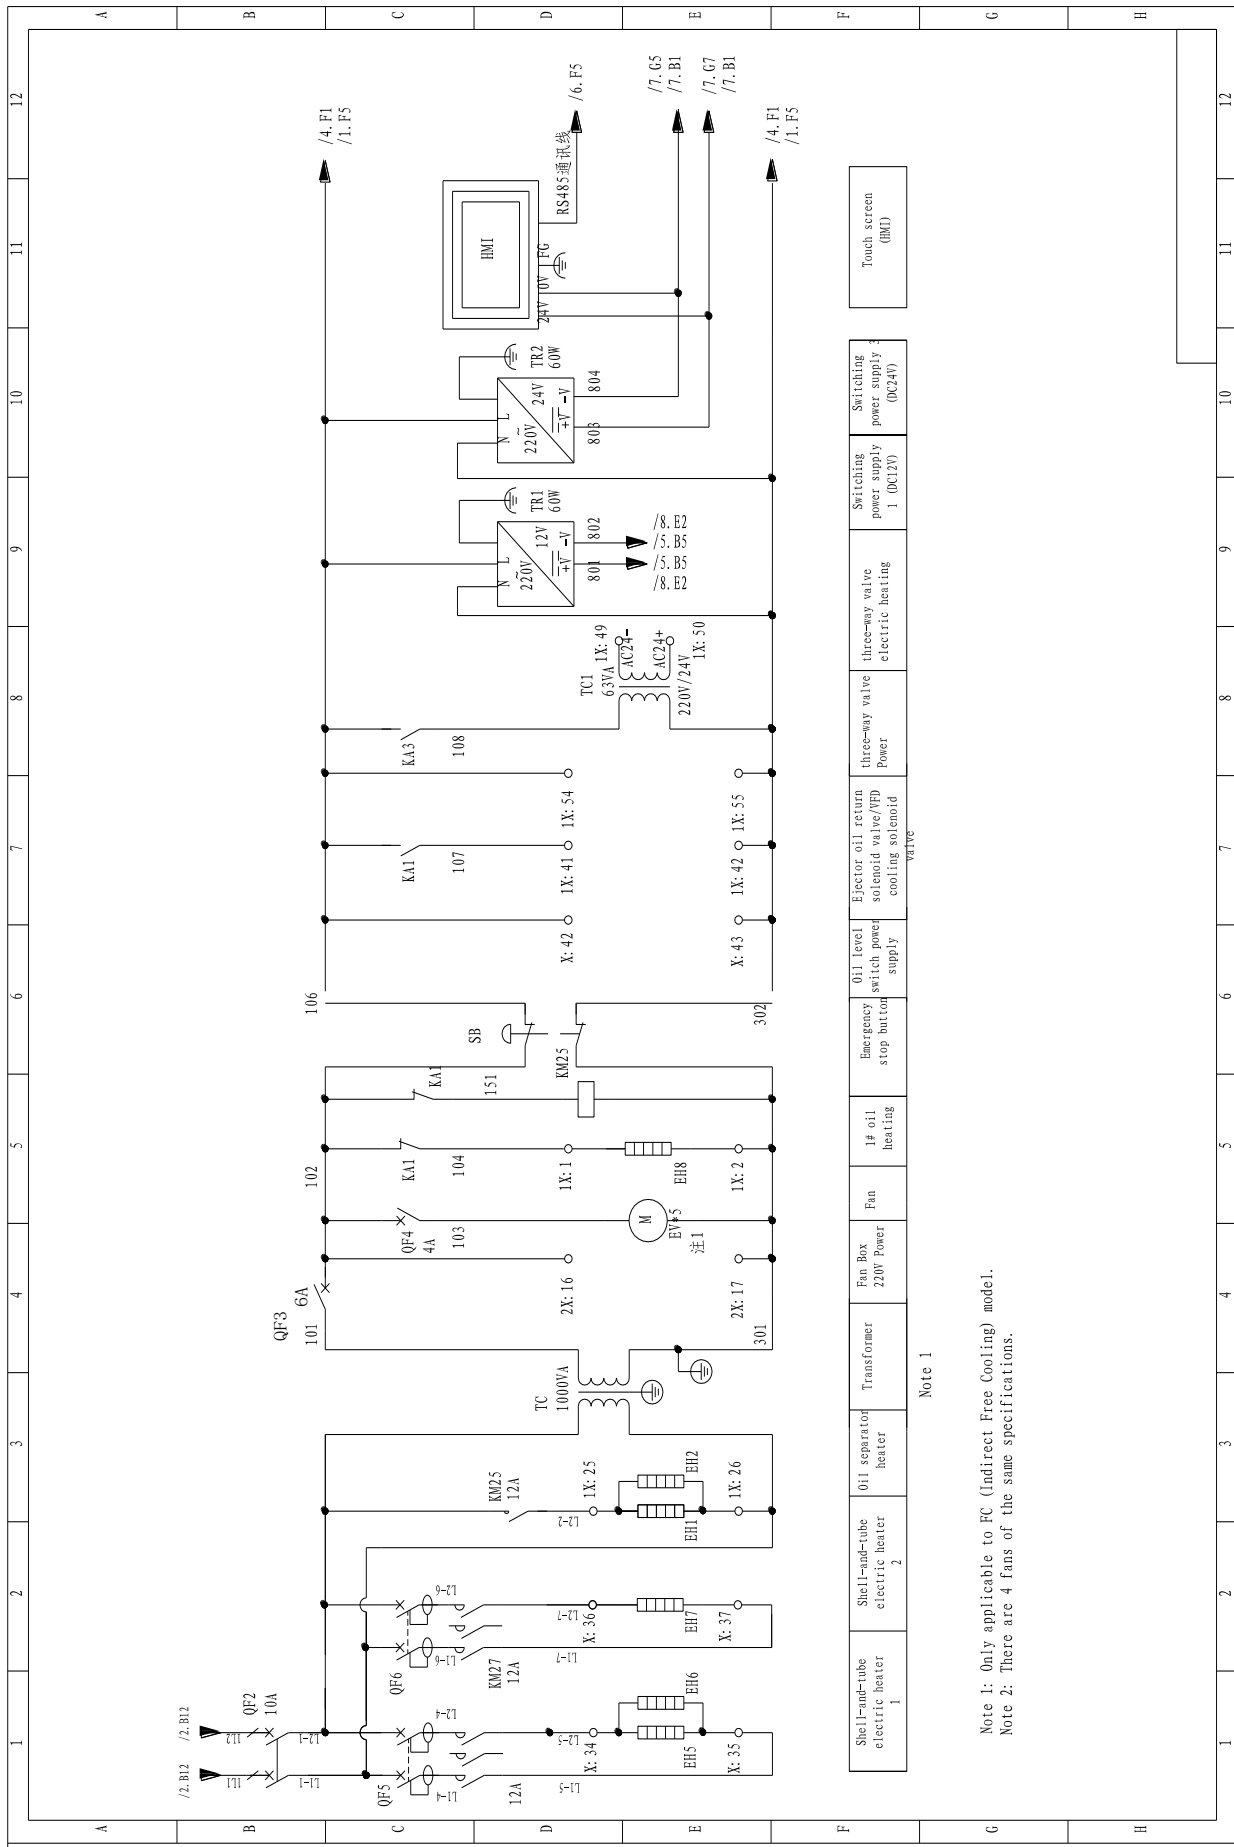 A
B
C
D
E
F
G
H
1
2
3
4
5
6
7
8
9
10
11
12
/2.B12
/2.B12
1L1
1L2
QF2
10A
L1-1
L2-1
QF5
L1-4
L2-4
12A
L1-5
L2-5
X:34
EH5
EH6
X:35
QF6
L1-6
L2-6
KM27
12A
L1-7
L2-7
X:36
EH7
X:37
KM25
12A
L2-2
1X:25
EH1
EH2
1X:26
TC
1000VA
QF3
6A
101
301
2X:16
2X:17
QF4
4A
103
M
EV*5
注1
102
KA1
104
1X:1
EH8
1X:2
KA1
151
KM25
SB
106
302
X:42
X:43
KA1
107
1X:41
1X:42
1X:54
1X:55
KA3
108
TC1
63VA
1X:49
AC24-
AC24+
220V/24V
1X:50
N
L
220V
~
12V
+V
-V
TR1
60W
801
802
/8.E2
/5.B5
/5.B5
/8.E2
N
L
220V
~
24V
+V
-V
TR2
60W
803
804
HMI
24V
0V
FG
RS485通讯线
/6.F5
/4.F1
/1.F5
/7.G5
/7.B1
/7.G7
/7.B1
/4.F1
/1.F5
Shell-and-tube
electric heater
1
Shell-and-tube
electric heater
2
Oil separator
heater
Transformer
Fan Box
220V Power
Fan
1# oil
heating
Emergency
stop button
Oil level
switch power
supply
Ejector oil return
solenoid valve/VFD
cooling solenoid
valve
three-way valve
Power
three-way valve
electric heating
Switching
power supply
1 (DC12V)
Switching
power supply 3
(DC24V)
Touch screen
(HMI)
Note 1
Note 1: Only applicable to FC (Indirect Free Cooling) model.
Note 2: There are 4 fans of the same specifications.
1
2
3
4
5
6
7
8
9
10
11
12
A
B
C
D
E
F
G
H